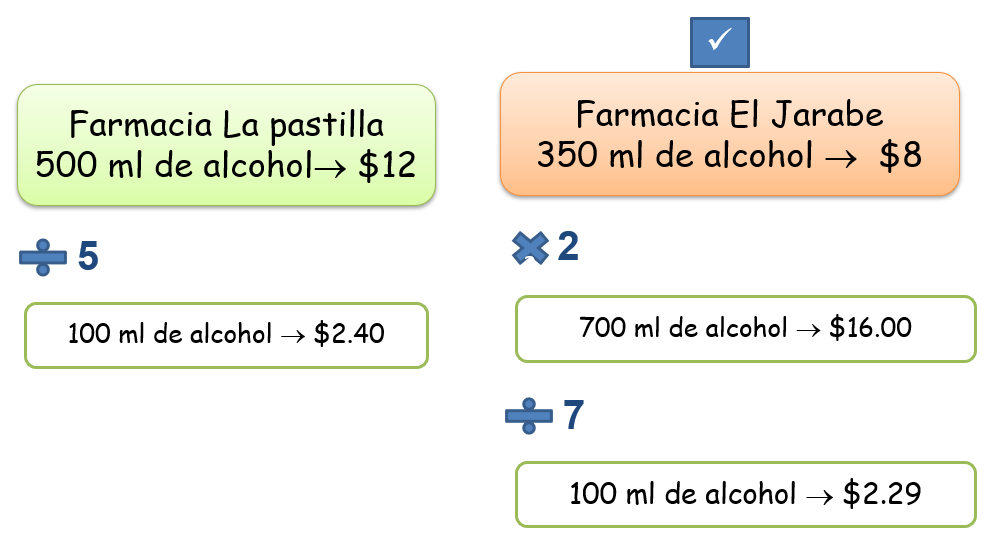 Farmacia La pastilla
500 ml de alcohol→ $12
÷ 5
100 ml de alcohol → $2.40
✓
Farmacia El Jarabe
350 ml de alcohol → $8
✖ 2
700 ml de alcohol → $16.00
÷ 7
100 ml de alcohol → $2.29